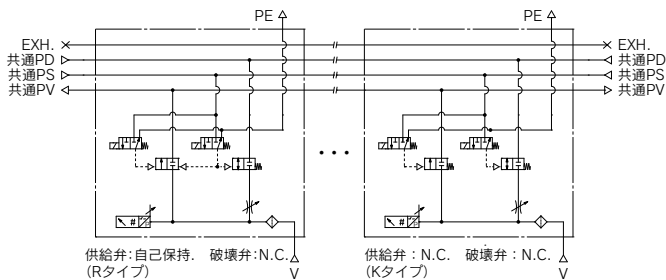 PE PE
EXH. EXH.
共通PD 共通PD
共通PS 共通PS
共通PV 共通PV
# #
供給弁:自己保持. 破壊弁:N.C. 供給弁:N.C. 破壊弁:N.C.
(Rタイプ) (Kタイプ)
V V